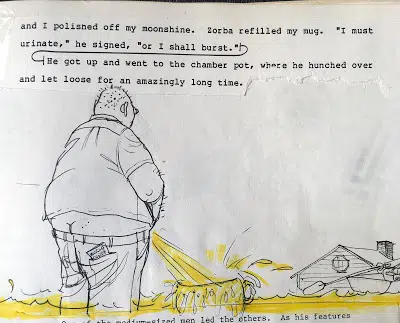 and I polished off my moonshine.  Zorba refilled my mug.  "I must
urinate," he signed, "or I shall burst."
He got up and went to the chamber pot, where he hunched over
and let loose for an amazingly long time.
One of the medium-sized men led the others.  As his features